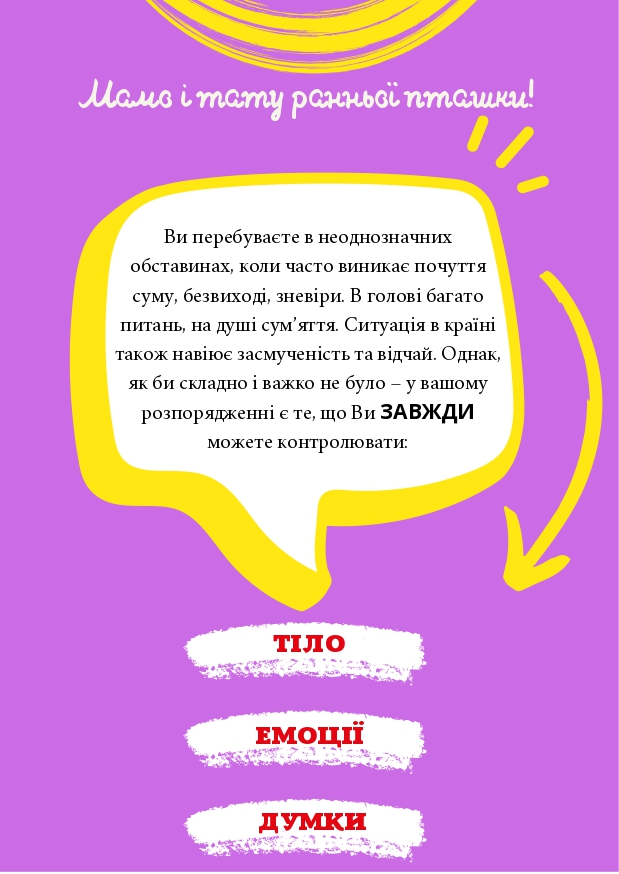 Мамо і тату ранньої пташки!
Ви перебуваєте в неоднозначних
обставинах, коли часто виникає почуття
суму, безвиході, зневіри. В голові багато
питань, на душі сум’яття. Ситуація в країні
також навіює засмученість та відчай. Однак,
як би складно і важко не було – у вашому
розпорядженні є те, що Ви ЗАВЖДИ
можете контролювати:
ТІЛО
ЕМОЦІЇ
ДУМКИ